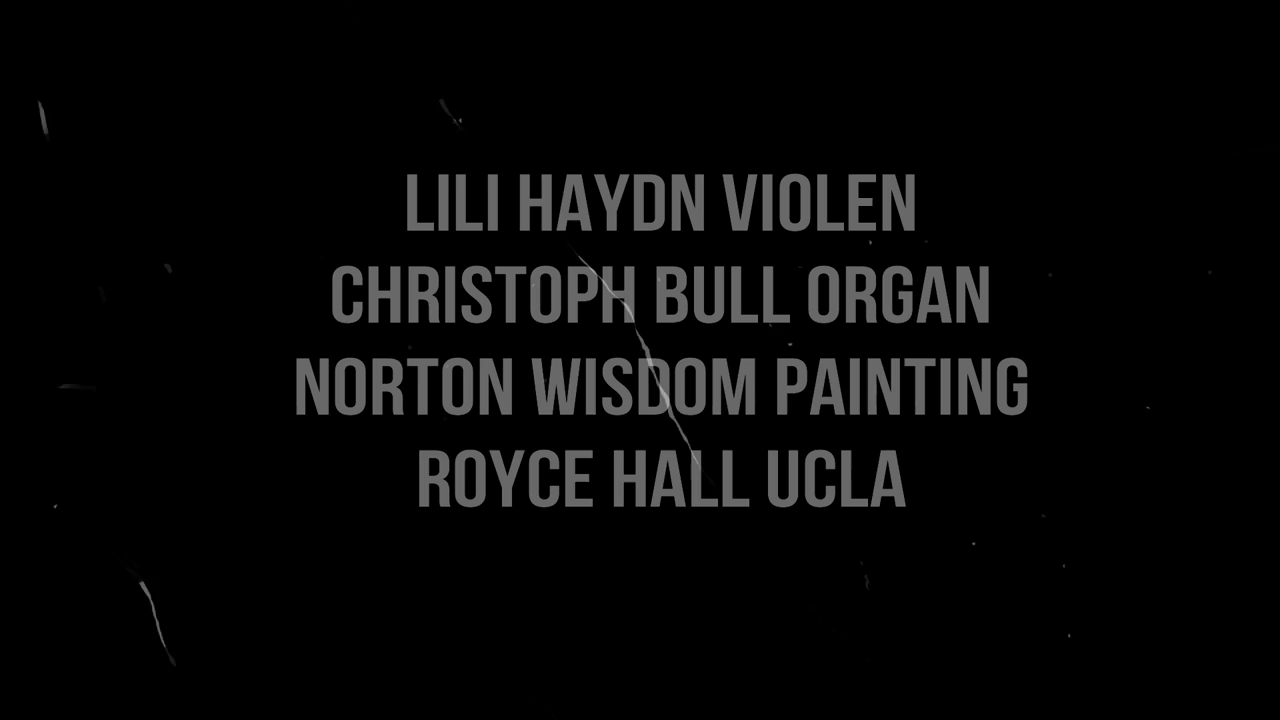 LILI HAYDN VIOLEN
CHRISTOPH BULL ORGAN
NORTON WISDOM PAINTING
ROYCE HALL UCLA